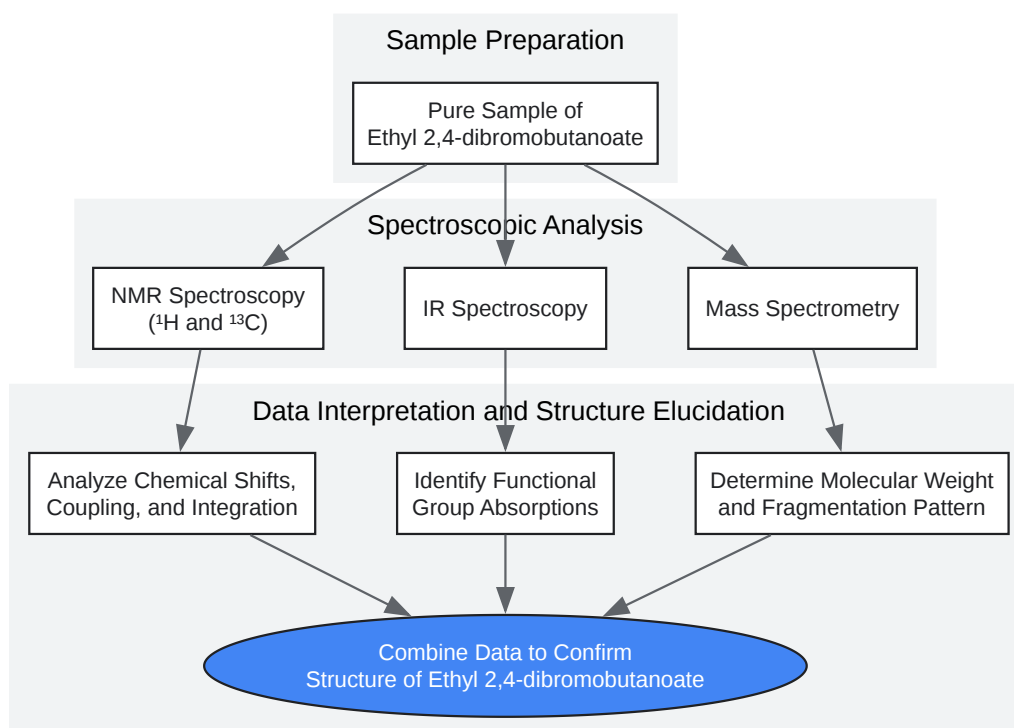 Sample Preparation
Pure Sample of
Ethyl 2,4-dibromobutanoate
Spectroscopic Analysis
NMR Spectroscopy
(¹H and ¹³C)
IR Spectroscopy
Mass Spectrometry
Data Interpretation and Structure Elucidation
Analyze Chemical Shifts,
Coupling, and Integration
Identify Functional
Group Absorptions
Determine Molecular Weight
and Fragmentation Pattern
Combine Data to Confirm
Structure of Ethyl 2,4-dibromobutanoate